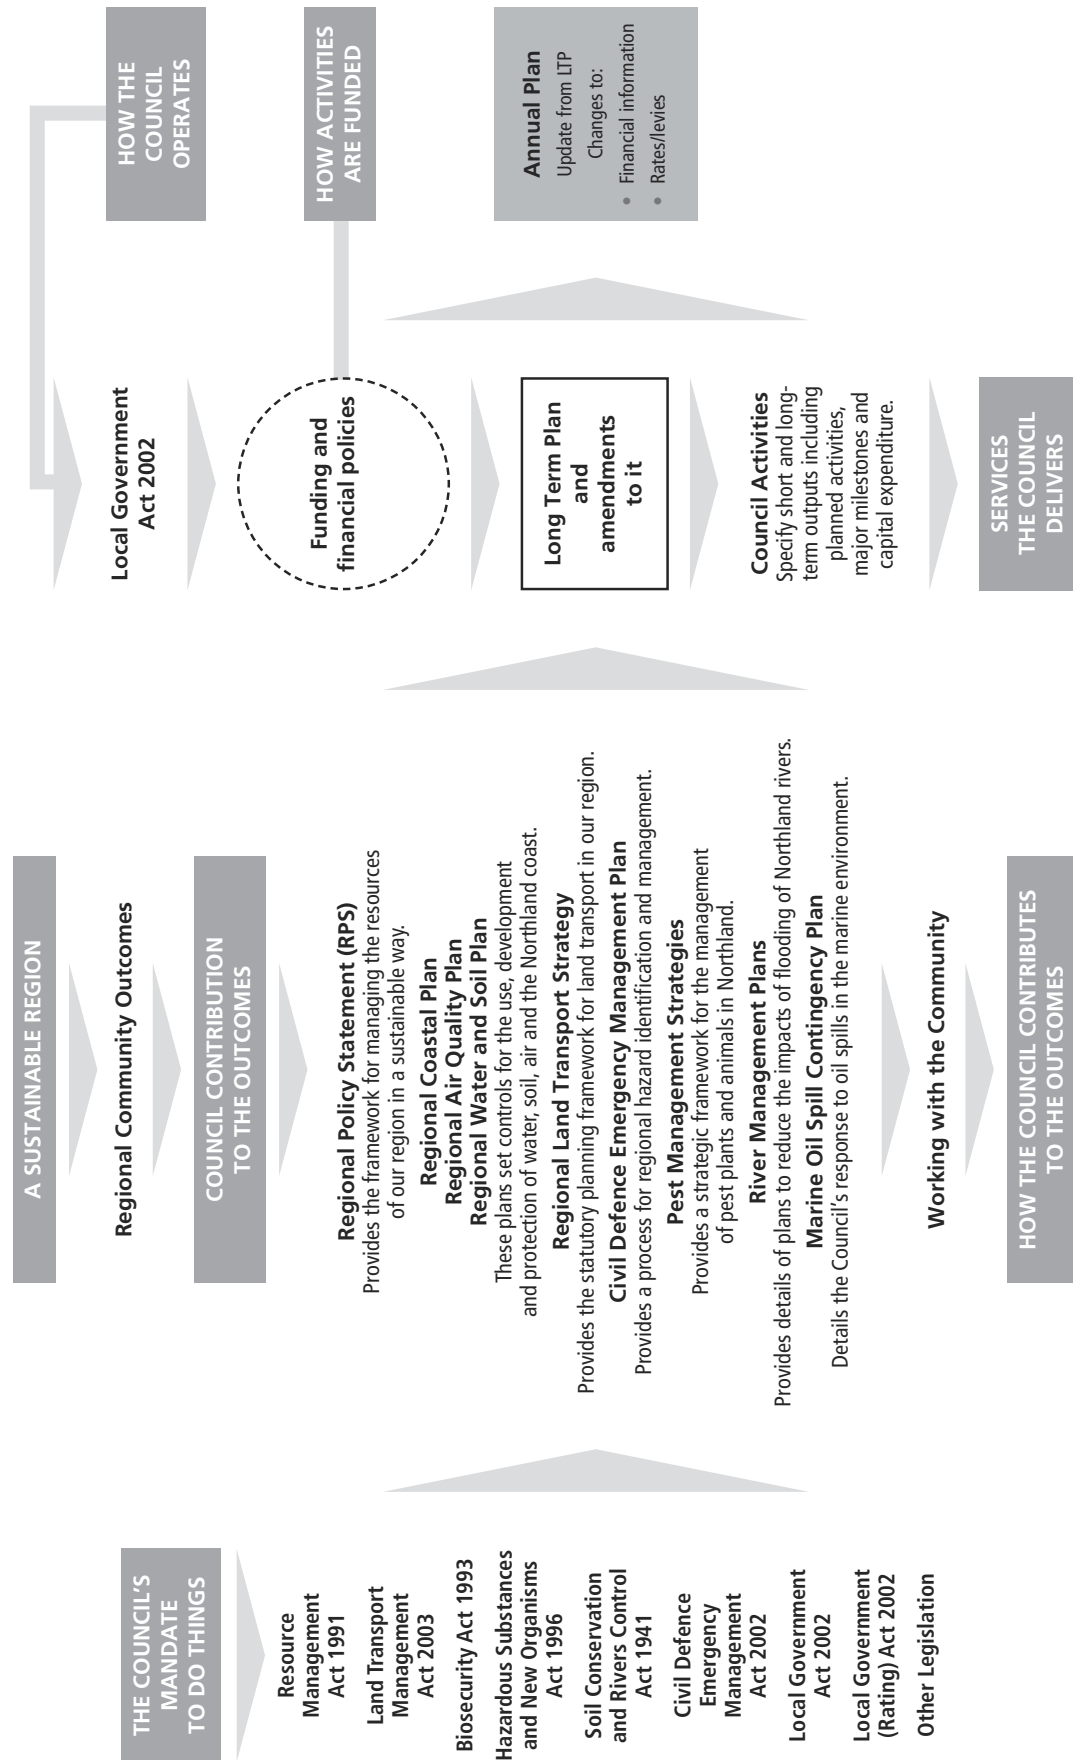 THE COUNCIL'S
MANDATE
TO DO THINGS
Resource
Management
Act 1991
Land Transport
Management
Act 2003
Biosecurity Act 1993
Hazardous Substances
and New Organisms
Act 1996
Soil Conservation
and Rivers Control
Act 1941
Civil Defence
Emergency
Management
Act 2002
Local Government
Act 2002
Local Government
(Rating) Act 2002
Other Legislation
A SUSTAINABLE REGION
Regional Community Outcomes
COUNCIL CONTRIBUTION
TO THE OUTCOMES
Regional Policy Statement (RPS)
Provides the framework for managing the resources
of our region in a sustainable way.
Regional Coastal Plan
Regional Air Quality Plan
Regional Water and Soil Plan
These plans set controls for the use, development
and protection of water, soil, air and the Northland coast.
Regional Land Transport Strategy
Provides the statutory planning framework for land transport in our region.
Civil Defence Emergency Management Plan
Provides a process for regional hazard identification and management.
Pest Management Strategies
Provides a strategic framework for the management
of pest plants and animals in Northland.
River Management Plans
Provides details of plans to reduce the impacts of flooding of Northland rivers.
Marine Oil Spill Contingency Plan
Details the Council's response to oil spills in the marine environment.
Working with the Community
HOW THE COUNCIL CONTRIBUTES
TO THE OUTCOMES
Local Government
Act 2002
Funding and
financial policies
Long Term Plan
and
amendments
to it
Council Activities
Specify short and long-
term outputs including
planned activities,
major milestones and
capital expenditure.
SERVICES
THE COUNCIL
DELIVERS
HOW THE
COUNCIL
OPERATES
HOW ACTIVITIES
ARE FUNDED
Annual Plan
Update from LTP
Changes to:
• Financial information
• Rates/levies